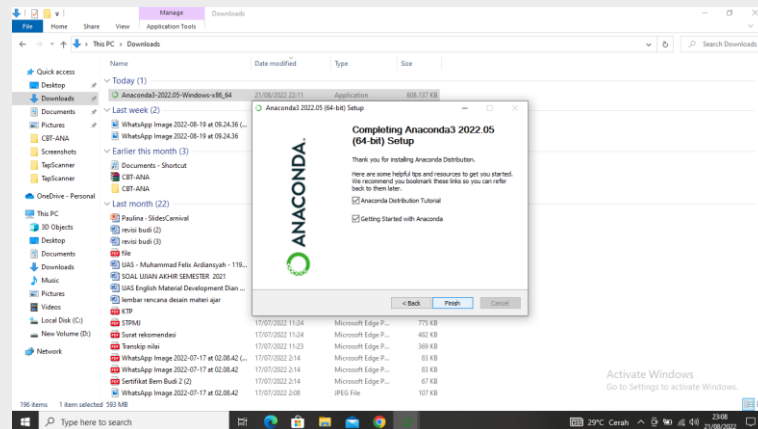 Manage
Downloads
File
Home
Share
View
Application Tools
This PC > Downloads
Search Downloads
Name
Date modified
Type
Size
Quick access
Desktop
Downloads
Documents
Pictures
CBT-ANA
Screenshots
TapScanner
TapScanner
OneDrive - Personal
This PC
3D Objects
Desktop
Documents
Downloads
Music
Pictures
Videos
Local Disk (C:)
New Volume (D:)
Network
Today (1)
Anaconda3-2022.05-Windows-x86_64
21/08/2022 22:11
Application
608.137 KB
Last week (2)
WhatsApp Image 2022-08-19 at 09.24.36 (...
WhatsApp Image 2022-08-19 at 09.24.36
Earlier this month (3)
Documents - Shortcut
CBT-ANA
CBT-ANA
Last month (22)
Paulina - SlidesCarnival
revisi budi (2)
revisi budi (3)
file
UAS - Muhammad Felix Ardiansyah - 119...
SOAL UJIAN AKHIR SEMESTER 2021
UAS English Material Development Dian ...
lembar rencana desain materi ajar
KTP
STPMJ
17/07/2022 11:24
Microsoft Edge P...
775 KB
Surat rekomendasi
17/07/2022 11:24
Microsoft Edge P...
482 KB
Transkip nilai
17/07/2022 11:23
Microsoft Edge P...
369 KB
WhatsApp Image 2022-07-17 at 02.08.42 (...
17/07/2022 2:14
Microsoft Edge P...
83 KB
WhatsApp Image 2022-07-17 at 02.08.42
17/07/2022 2:14
Microsoft Edge P...
83 KB
Sertifikat Bem Budi 2 (2)
17/07/2022 2:14
Microsoft Edge P...
67 KB
WhatsApp Image 2022-07-17 at 02.08.42
17/07/2022 2:08
JPEG File
107 KB
Anaconda3 2022.05 (64-bit) Setup
ANACONDA.
Completing Anaconda3 2022.05
(64-bit) Setup
Thank you for installing Anaconda Distribution.
Here are some helpful tips and resources to get you started.
We recommend you bookmark these links so you can refer
back to them later.
Anaconda Distribution Tutorial
Getting Started with Anaconda
< Back
Finish
Cancel
Activate Windows
Go to Settings to activate Windows.
196 items
1 item selected 593 MB
Type here to search
29°C Cerah
23:08
21/08/2022